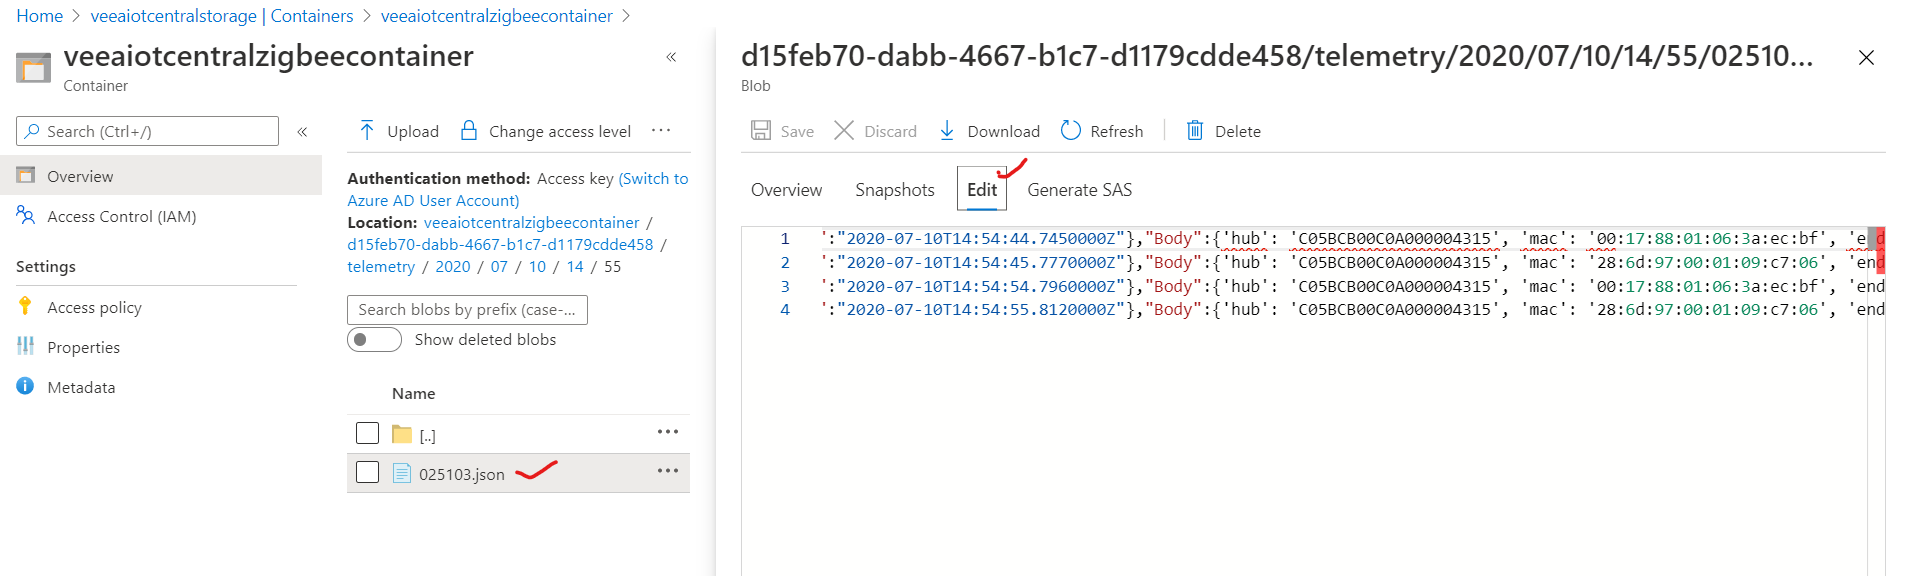 Home > veeaiotcentralstorage | Containers > veeaiotcentralzigbeecontainer >
veeaiotcentralzigbeecontainer «
Container
Search (Ctrl+/) «
Overview
Access Control (IAM)
Settings
Access policy
Properties
Metadata
Upload Change access level ...
Authentication method: Access key (Switch to
Azure AD User Account)
Location: veeaiotcentralzigbeecontainer /
d15feb70-dabb-4667-b1c7-d1179cdde458 /
telemetry / 2020 / 07 / 10 / 14 / 55
Search blobs by prefix (case-...
Show deleted blobs
Name
[..] ...
025103.json ...
d15feb70-dabb-4667-b1c7-d1179cdde458/telemetry/2020/07/10/14/55/02510...
Blob
Save Discard Download Refresh Delete
Overview Snapshots Edit Generate SAS
1 ':"2020-07-10T14:54:44.7450000Z"},"Body":{'hub': 'C05BCB00C0A000004315', 'mac': '00:17:88:01:06:3a:ec:bf', 'end
2 ':"2020-07-10T14:54:45.7770000Z"},"Body":{'hub': 'C05BCB00C0A000004315', 'mac': '28:6d:97:00:01:09:c7:06', 'end
3 ':"2020-07-10T14:54:54.7960000Z"},"Body":{'hub': 'C05BCB00C0A000004315', 'mac': '00:17:88:01:06:3a:ec:bf', 'end
4 ':"2020-07-10T14:54:55.8120000Z"},"Body":{'hub': 'C05BCB00C0A000004315', 'mac': '28:6d:97:00:01:09:c7:06', 'end